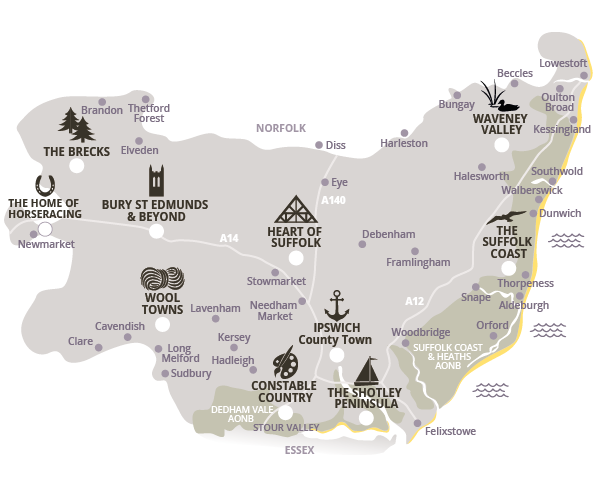 Lowestoft
Beccles
Oulton
Broad
Brandon
Thetford
Forest
Bungay
WAVENEY
VALLEY
Kessingland
NORFOLK
Diss
Harleston
Elveden
THE BRECKS
Halesworth
Southwold
Eye
Walberswick
THE HOME OF
HORSERACING
BURY ST EDMUNDS
& BEYOND
A140
Dunwich
HEART OF
SUFFOLK
Debenham
THE
SUFFOLK
COAST
Newmarket
A14
Framlingham
Stowmarket
Thorpeness
WOOL
TOWNS
Lavenham
Needham
Market
A12
Snape
Aldeburgh
Cavendish
Clare
Kersey
IPSWICH
County Town
Woodbridge
Orford
Long
Melford
Hadleigh
SUFFOLK COAST
& HEATHS
AONB
Sudbury
CONSTABLE
COUNTRY
THE SHOTLEY
PENINSULA
DEDHAM VALE
AONB
STOUR VALLEY
Felixstowe
ESSEX